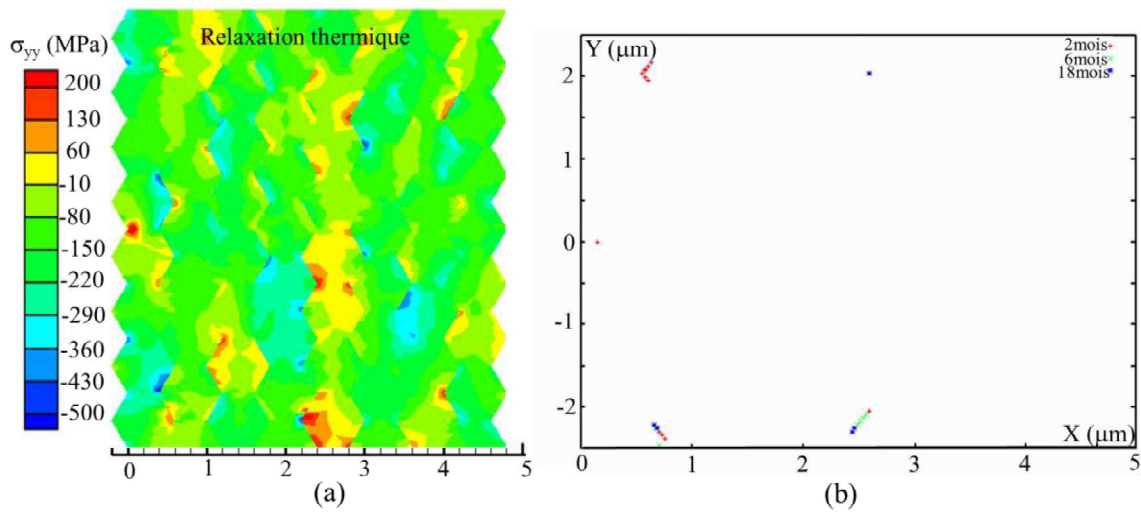 σyy (MPa)
200
130
60
-10
-80
-150
-220
-290
-360
-430
-500
Relaxation thermique
0 1 2 3 4 5
(a)
Y (μm)
2mois
6mois
18mois
2
1
0
-1
-2
X (μm)
1 2 3 4 5
(b)